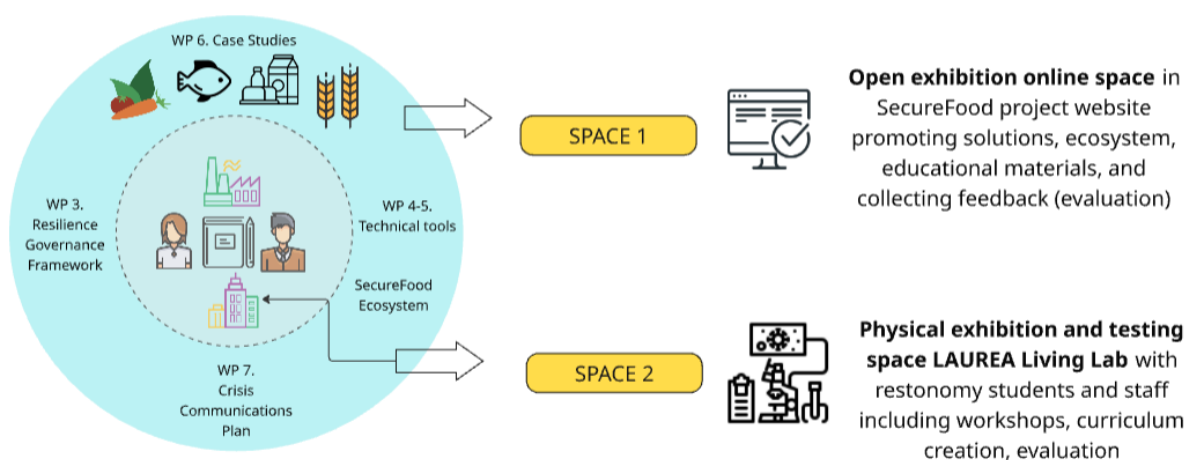 WP 6. Case Studies
WP 3.
Resilience
Governance
Framework
WP 4-5.
Technical tools
SecureFood
Ecosystem
WP 7.
Crisis
Communications
Plan
SPACE 1
Open exhibition online space in
SecureFood project website
promoting solutions, ecosystem,
educational materials, and
collecting feedback (evaluation)
SPACE 2
Physical exhibition and testing
space LAUREA Living Lab with
restonomy students and staff
including workshops, curriculum
creation, evaluation